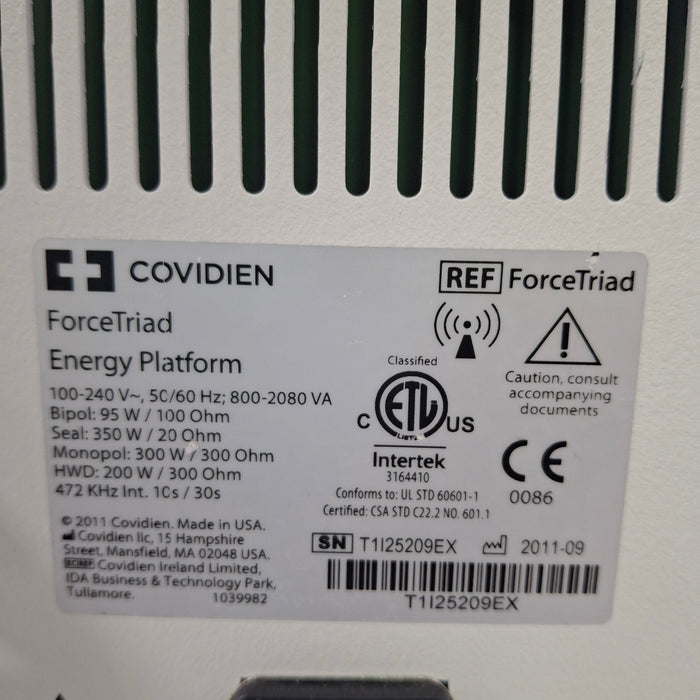 COVIDIEN
ForceTriad
Energy Platform
100-240 V~, 50/60 Hz; 800-2080 VA
Bipol: 95 W / 100 Ohm
Seal: 350 W / 20 Ohm
Monopol: 300 W / 300 Ohm
HWD: 200 W / 300 Ohm
472 KHz Int. 10s / 30s
© 2011 Covidien. Made in USA.
Covidien llc, 15 Hampshire
Street, Mansfield, MA 02048 USA.
EC REP Covidien Ireland Limited,
IDA Business & Technology Park,
Tullamore. 1039982
REF ForceTriad
Caution, consult
accompanying
documents
Classified
C ETL US
LISTED
Intertek
3164410
Conforms to: UL STD 60601-1
Certified: CSA STD C22.2 NO. 601.1
CE
0086
SN T1I25209EX 2011-09
T1I25209EX